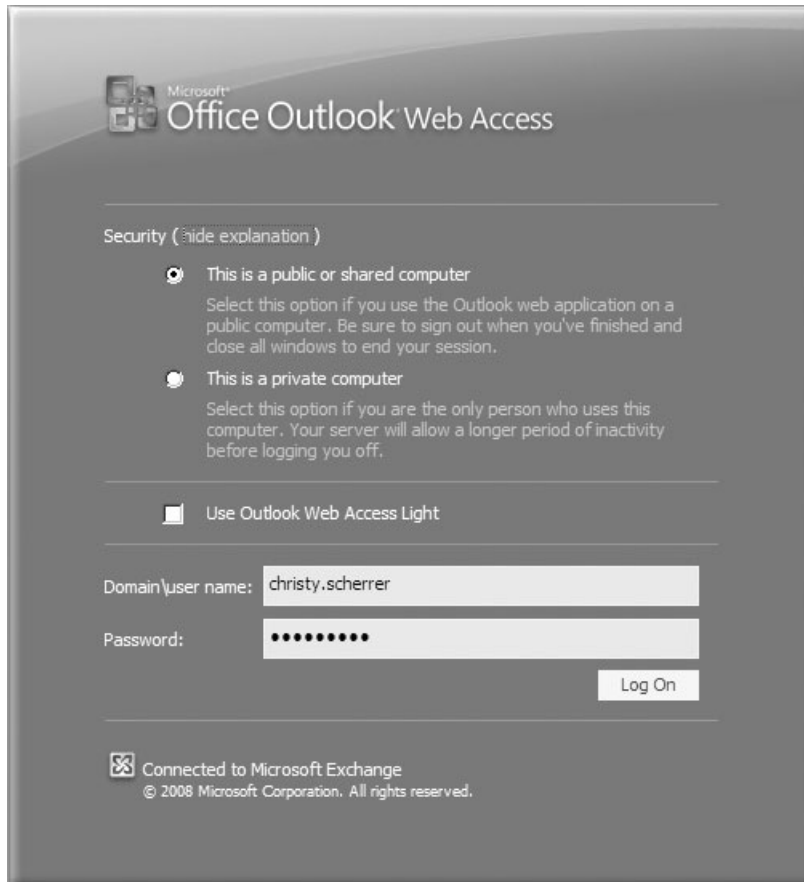 Microsoft®
Office Outlook® Web Access
Security ( hide explanation )
This is a public or shared computer
Select this option if you use the Outlook web application on a
public computer. Be sure to sign out when you've finished and
close all windows to end your session.
This is a private computer
Select this option if you are the only person who uses this
computer. Your server will allow a longer period of inactivity
before logging you off.
Use Outlook Web Access Light
Domain\user name: christy.scherrer
Password: •••••••••
Log On
Connected to Microsoft Exchange
© 2008 Microsoft Corporation. All rights reserved.